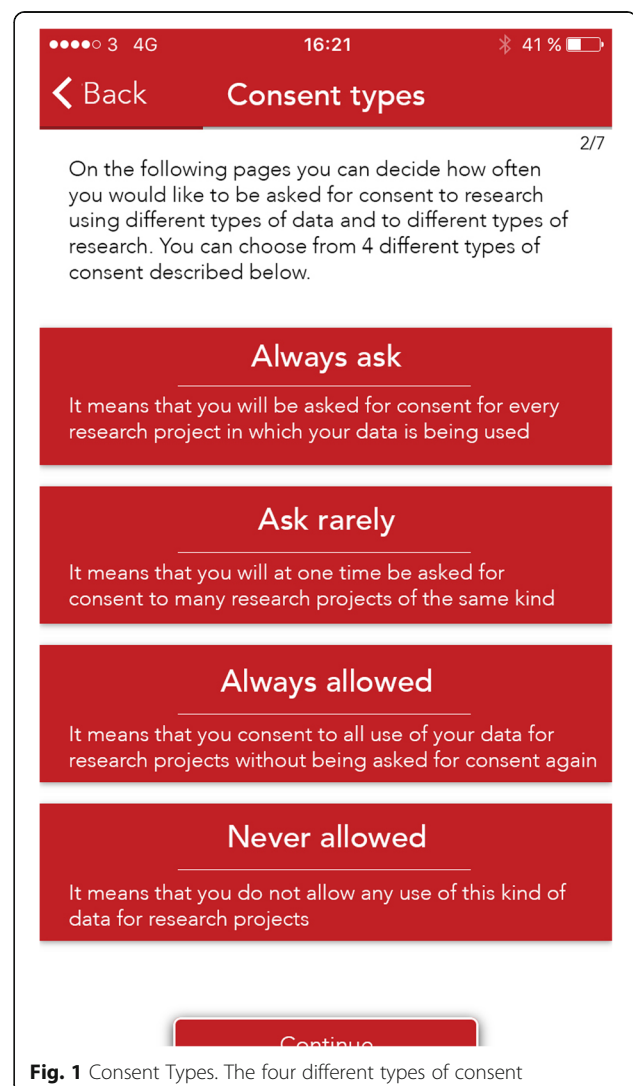 3 4G 16:21 41 %
Back Consent types
2/7
On the following pages you can decide how often
you would like to be asked for consent to research
using different types of data and to different types of
research. You can choose from 4 different types of
consent described below.
Always ask
It means that you will be asked for consent for every
research project in which your data is being used
Ask rarely
It means that you will at one time be asked for
consent to many research projects of the same kind
Always allowed
It means that you consent to all use of your data for
research projects without being asked for consent again
Never allowed
It means that you do not allow any use of this kind of
data for research projects
Continue
Fig. 1 Consent Types. The four different types of consent